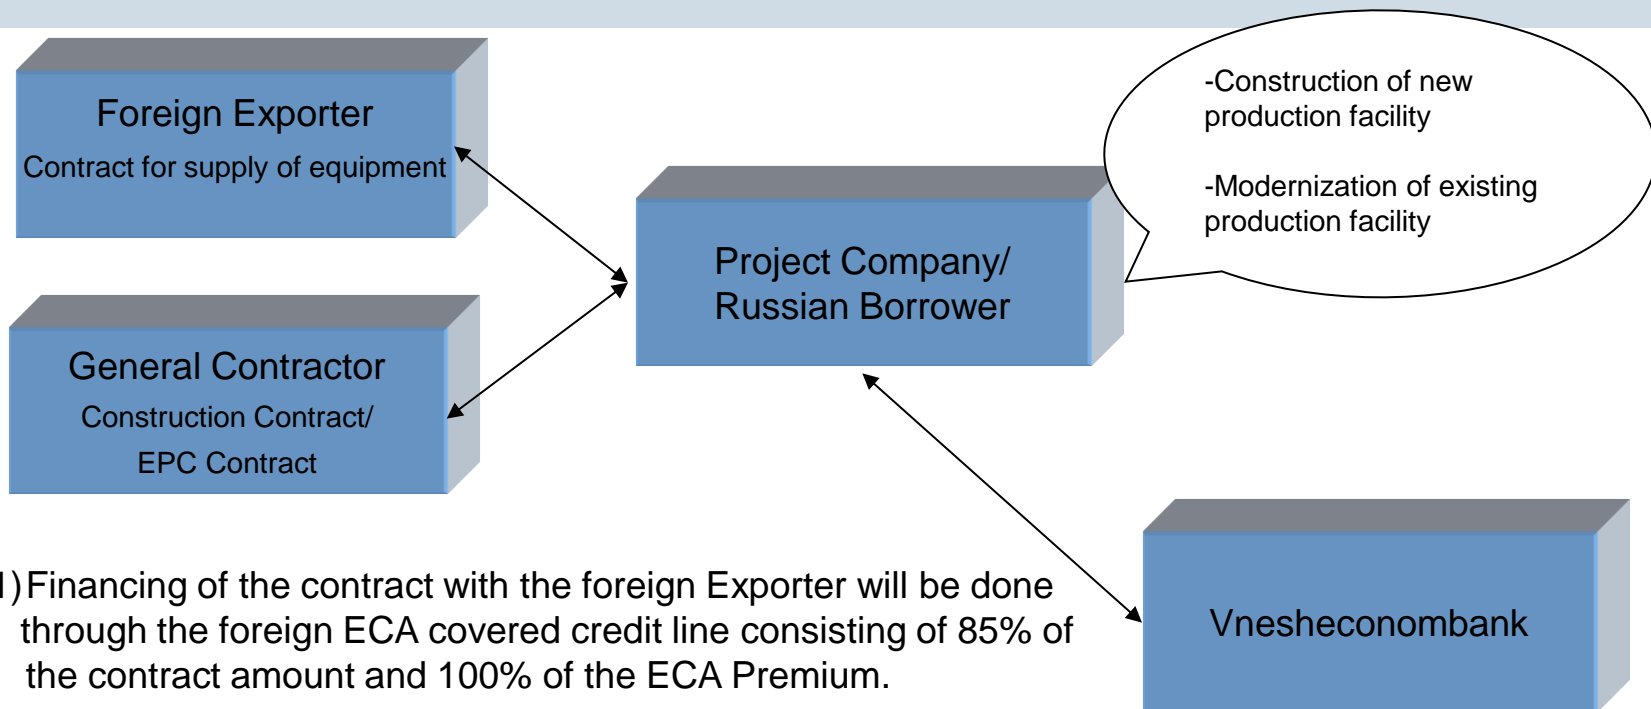 Foreign Exporter
Contract for supply of equipment
-Construction of new
production facility
-Modernization of existing
production facility
Project Company/
Russian Borrower
General Contractor
Construction Contract/
EPC Contract
Vnesheconombank
1)Financing of the contract with the foreign Exporter will be done
through the foreign ECA covered credit line consisting of 85% of
the contract amount and 100% of the ECA Premium.